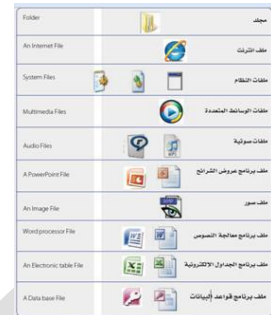 Folder مجلد
An Internet File ملف انترنت
System Files ملفات النظام
Multimedia Files ملفات الوسائط المتعددة
Audio Files ملفات صوتية
A PowerPoint File ملف برنامج عروض الشرائح
An Image File ملف صور
Word processor File ملف برنامج معالجة النصوص
An Electronic table File ملف برنامج الجداول الالكترونية
A Data base File ملف برنامج قواعد البيانات